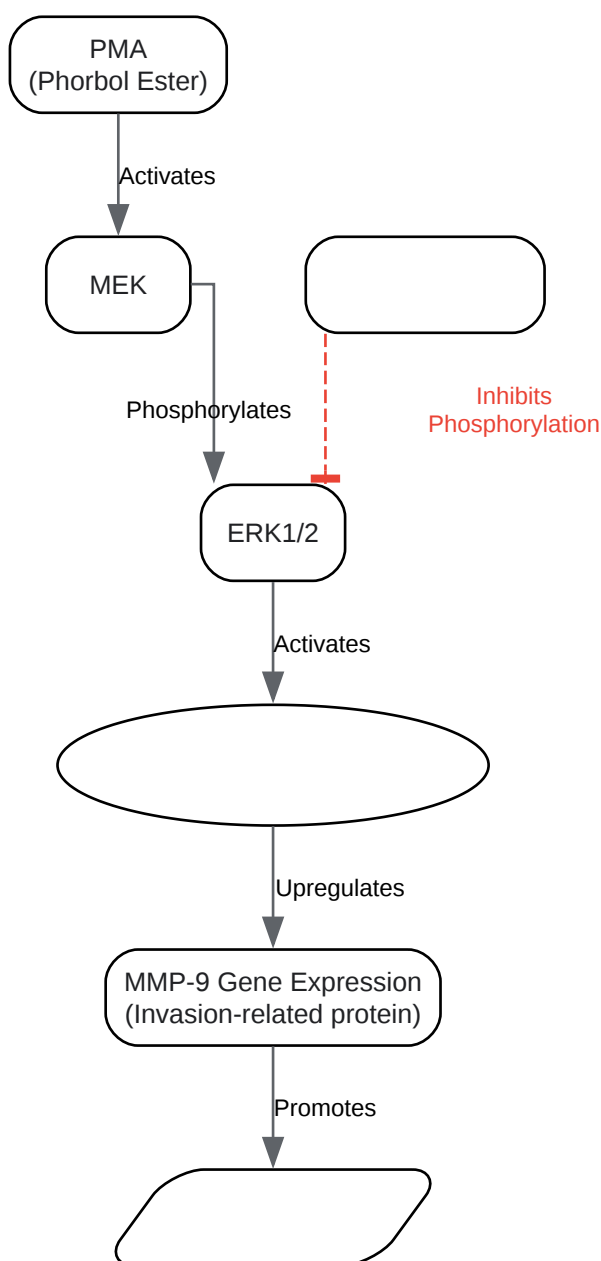 PMA
(Phorbol Ester)
Activates
MEK
Phosphorylates
Inhibits
Phosphorylation
ERK1/2
Activates
Upregulates
MMP-9 Gene Expression
(Invasion-related protein)
Promotes